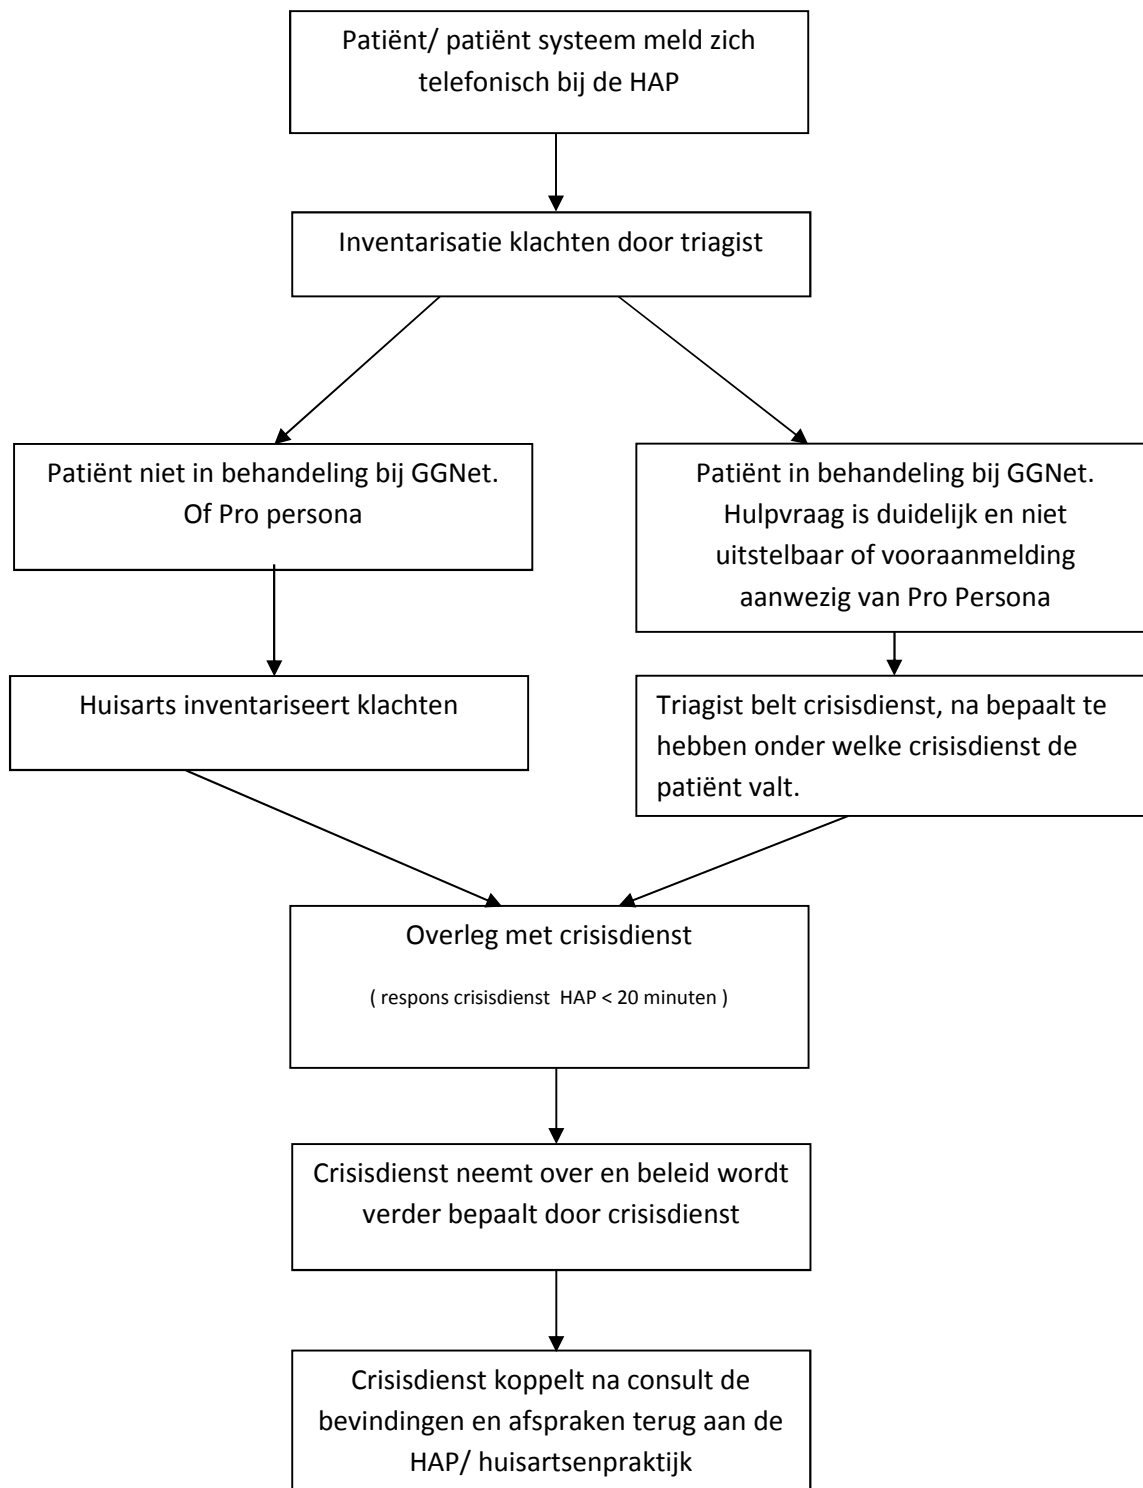 Patiënt/ patiënt systeem meld zich
telefonisch bij de HAP
Inventarisatie klachten door triagist
Patiënt niet in behandeling bij GGNet.
Of Pro persona
Patiënt in behandeling bij GGNet.
Hulpvraag is duidelijk en niet
uitstelbaar of vooraanmelding
aanwezig van Pro Persona
Huisarts inventariseert klachten
Triagist belt crisisdienst, na bepaalt te
hebben onder welke crisisdienst de
patiënt valt.
Overleg met crisisdienst
( respons crisisdienst HAP < 20 minuten )
Crisisdienst neemt over en beleid wordt
verder bepaalt door crisisdienst
Crisisdienst koppelt na consult de
bevindingen en afspraken terug aan de
HAP/ huisartsenpraktijk